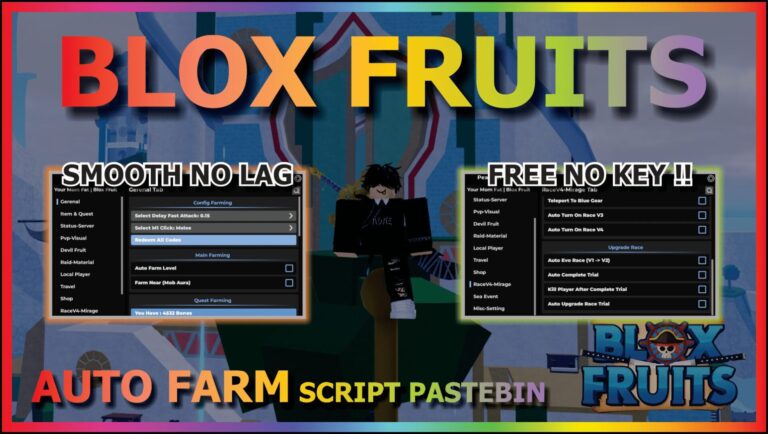 BLOX FRUITS
SMOOTH NO LAG
Your Mom Fat | Blox Fruit
Gerenal Tab
Gerenal
Item & Quest
Status-Server
Pvp-Visual
Devil Fruit
Raid-Material
Local Player
Travel
Shop
RaceV4-Mirage
Config Farming
Select Delay Fast Attack: 0.15
Select M1 Click: Melee
Redeem All Codes
Main Farming
Auto Farm Level
Farm Near (Mob Aura)
Quest Farming
You Have : 4532 Bones
FREE NO KEY !!
Your Mom Fat | Blox Fruit
RaceV4-Mirage Tab
Status-Server
Pvp-Visual
Devil Fruit
Raid-Material
Local Player
Travel
Shop
RaceV4-Mirage
Sea Event
Misc-Setting
Teleport To Blue Gear
Auto Turn On Race V3
Auto Turn On Race V4
Upgrade Race
Auto Evo Race (V1 -> V2)
Auto Complete Trial
Kill Player After Complete Trial
Auto Upgrade Race Trial
BLOX
FRUITS
AUTO FARM SCRIPT PASTEBIN